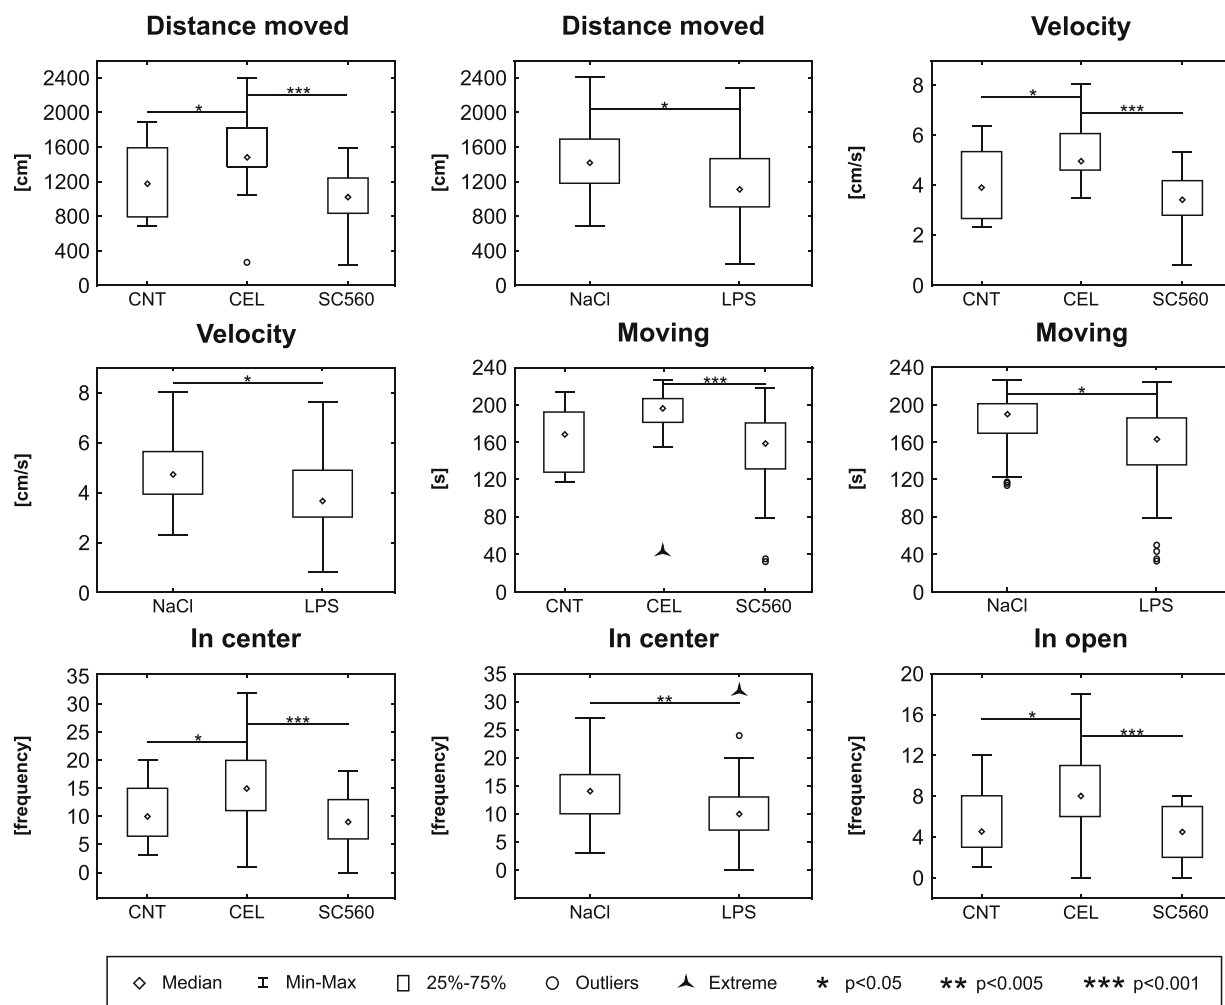 Distance moved
Distance moved
Velocity
[cm]
2400
2000
1600
1200
800
400
0
*
***
CNT CEL SC560
[cm]
2400
2000
1600
1200
800
400
0
*
NaCl LPS
[cm/s]
8
6
4
2
0
*
***
CNT CEL SC560
Velocity
Moving
Moving
[cm/s]
8
6
4
2
0
*
NaCl LPS
[s]
240
200
160
120
80
40
0
***
CNT CEL SC560
[s]
240
200
160
120
80
40
0
*
NaCl LPS
In center
In center
In open
[frequency]
35
30
25
20
15
10
5
0
*
***
CNT CEL SC560
[frequency]
35
30
25
20
15
10
5
0
**
NaCl LPS
[frequency]
20
16
12
8
4
0
*
***
CNT CEL SC560
Median Min-Max 25%-75% Outliers Extreme * p<0.05 ** p<0.005 *** p<0.001